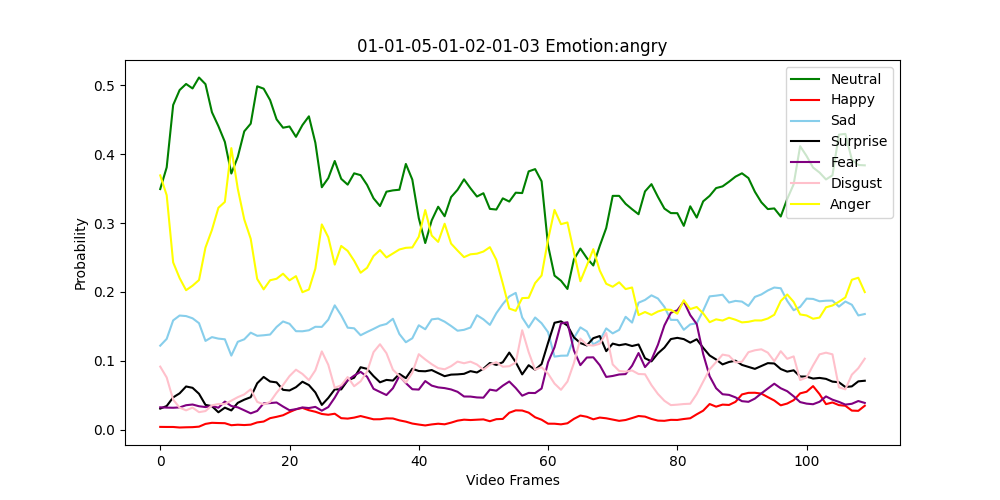 01-01-05-01-02-01-03 Emotion:angry
Neutral
Happy
Sad
Surprise
Fear
Disgust
Anger
Probability
0.5
0.4
0.3
0.2
0.1
0.0
0 20 40 60 80 100
Video Frames